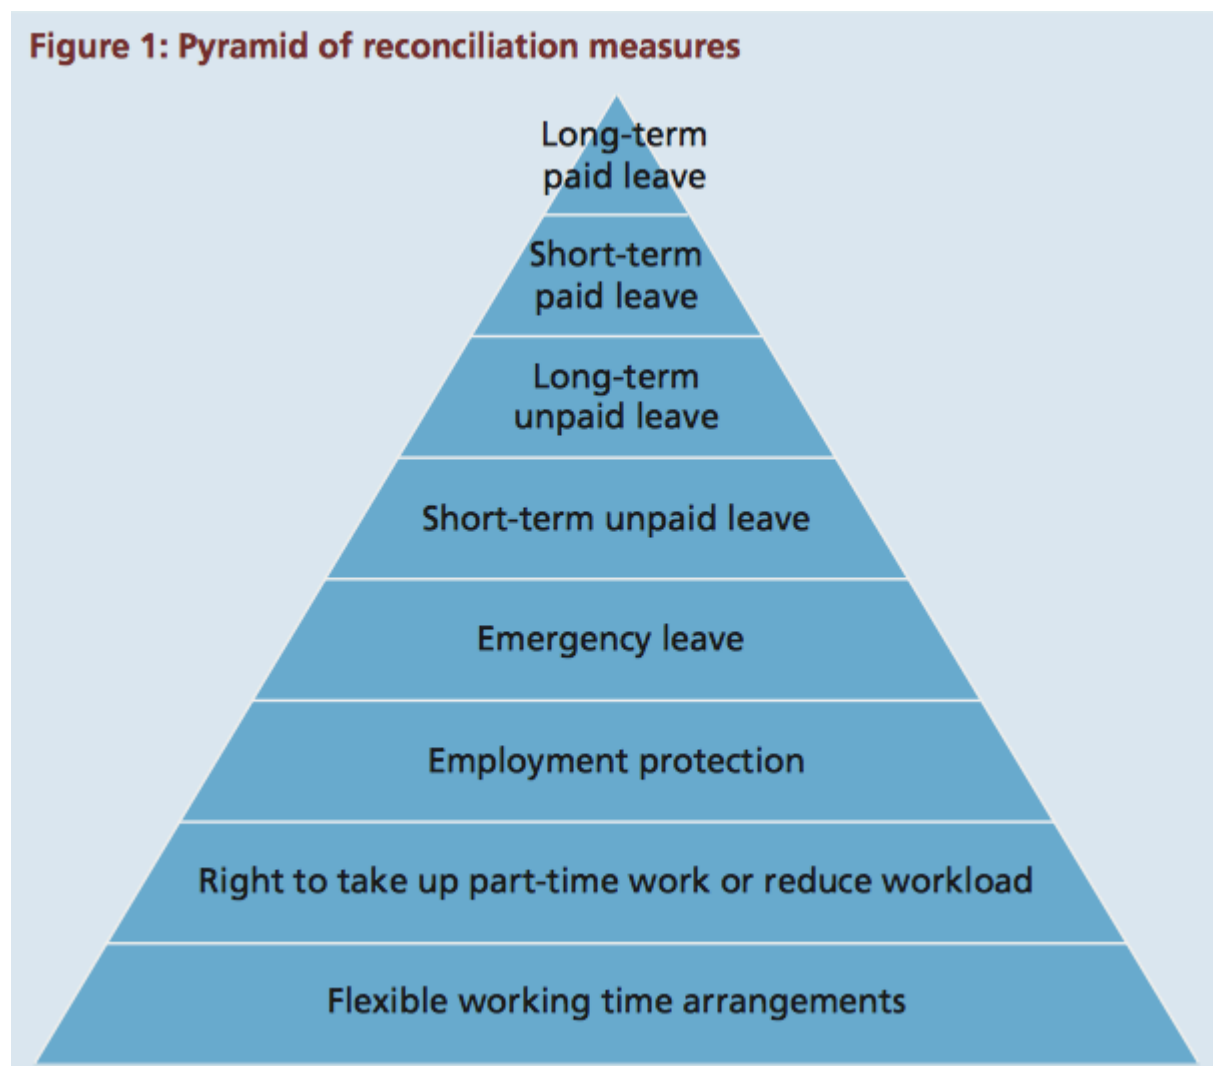 Figure 1: Pyramid of reconciliation measures
Long-term
paid leave
Short-term
paid leave
Long-term
unpaid leave
Short-term unpaid leave
Emergency leave
Employment protection
Right to take up part-time work or reduce workload
Flexible working time arrangements